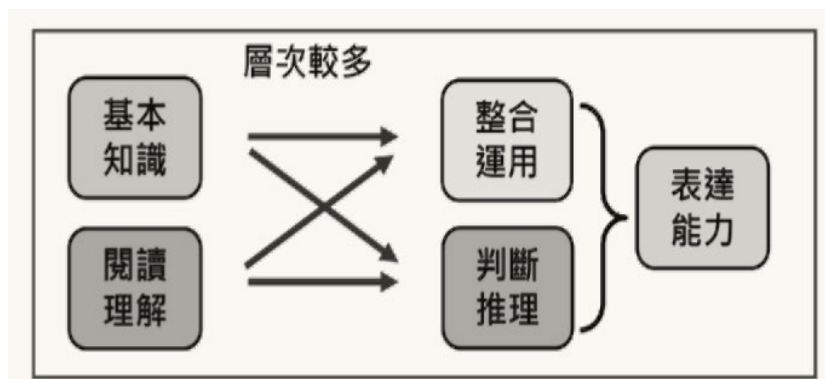 層次較多
基本
知識
整合
運用
表達
能力
閱讀
理解
判斷
推理